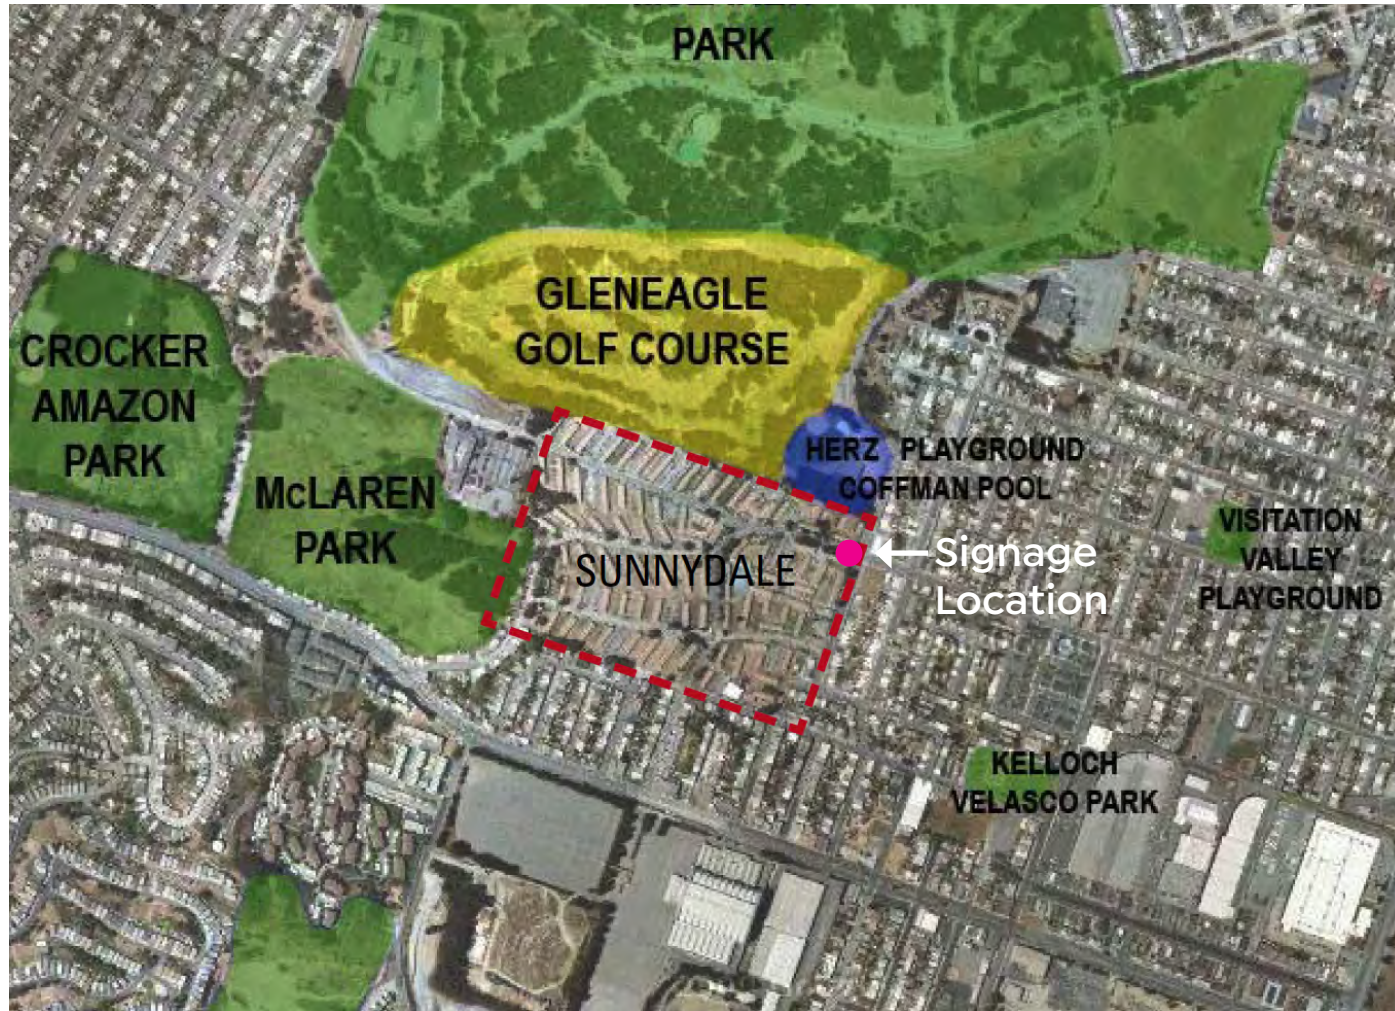 PARK
GLENEAGLE
GOLF COURSE
CROCKER
AMAZON
PARK
McLAREN
PARK
HERZ PLAYGROUND
COFFMAN POOL
SUNNYDALE
Signage
Location
VISITATION
VALLEY
PLAYGROUND
KELLOCH
VELASCO PARK